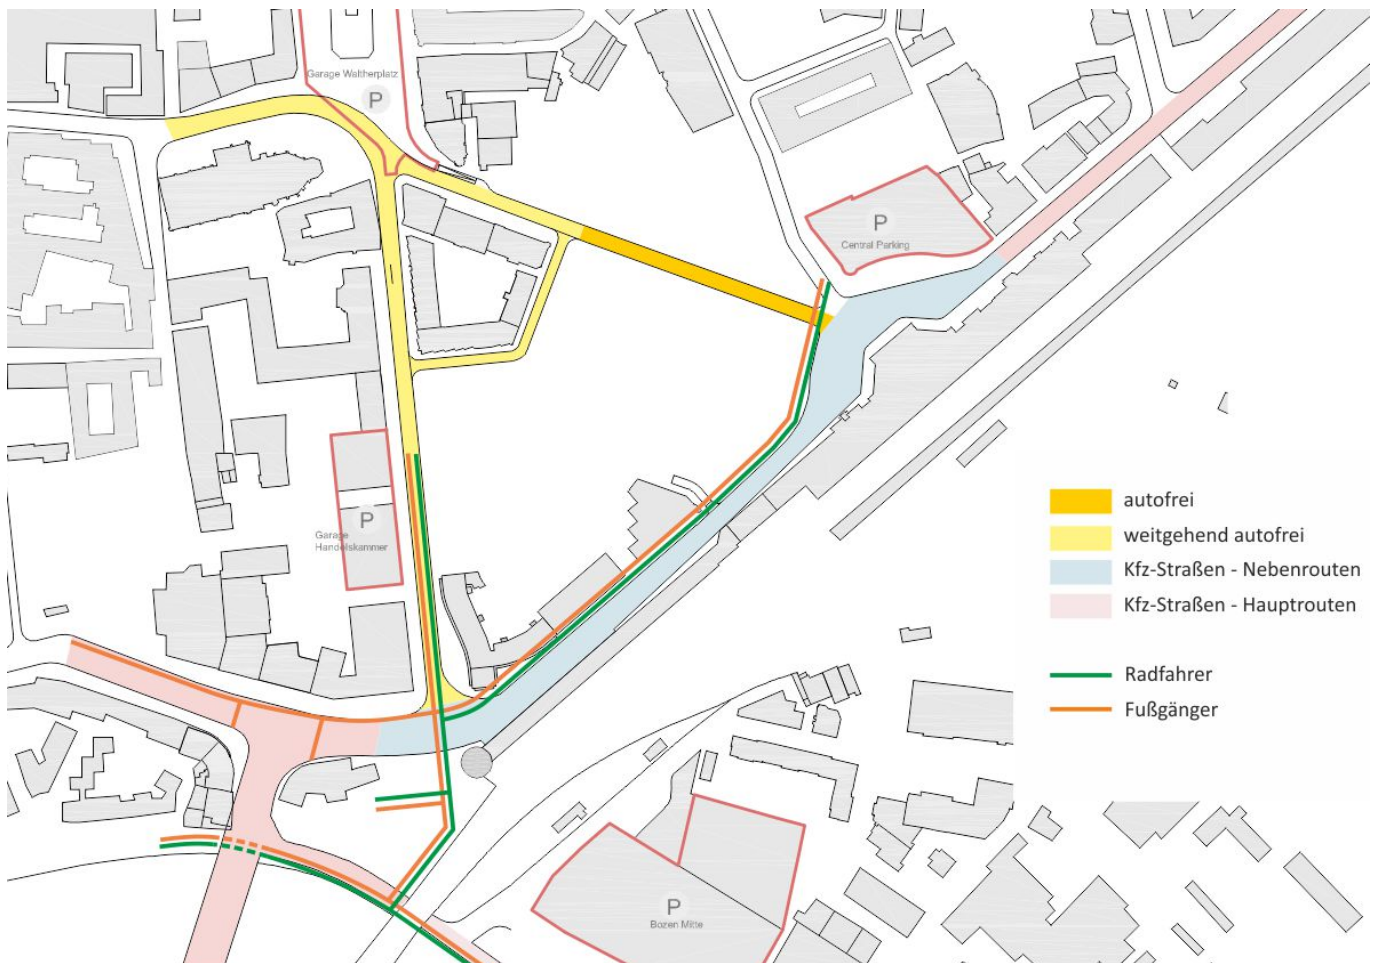 Garage Waltherplatz
P
P
Central Parking
P
Garage
Handelskammer
autofrei
weitgehend autofrei
Kfz-Straßen - Nebenrouten
Kfz-Straßen - Hauptrouten
Radfahrer
Fußgänger
P
Bozen Mitte